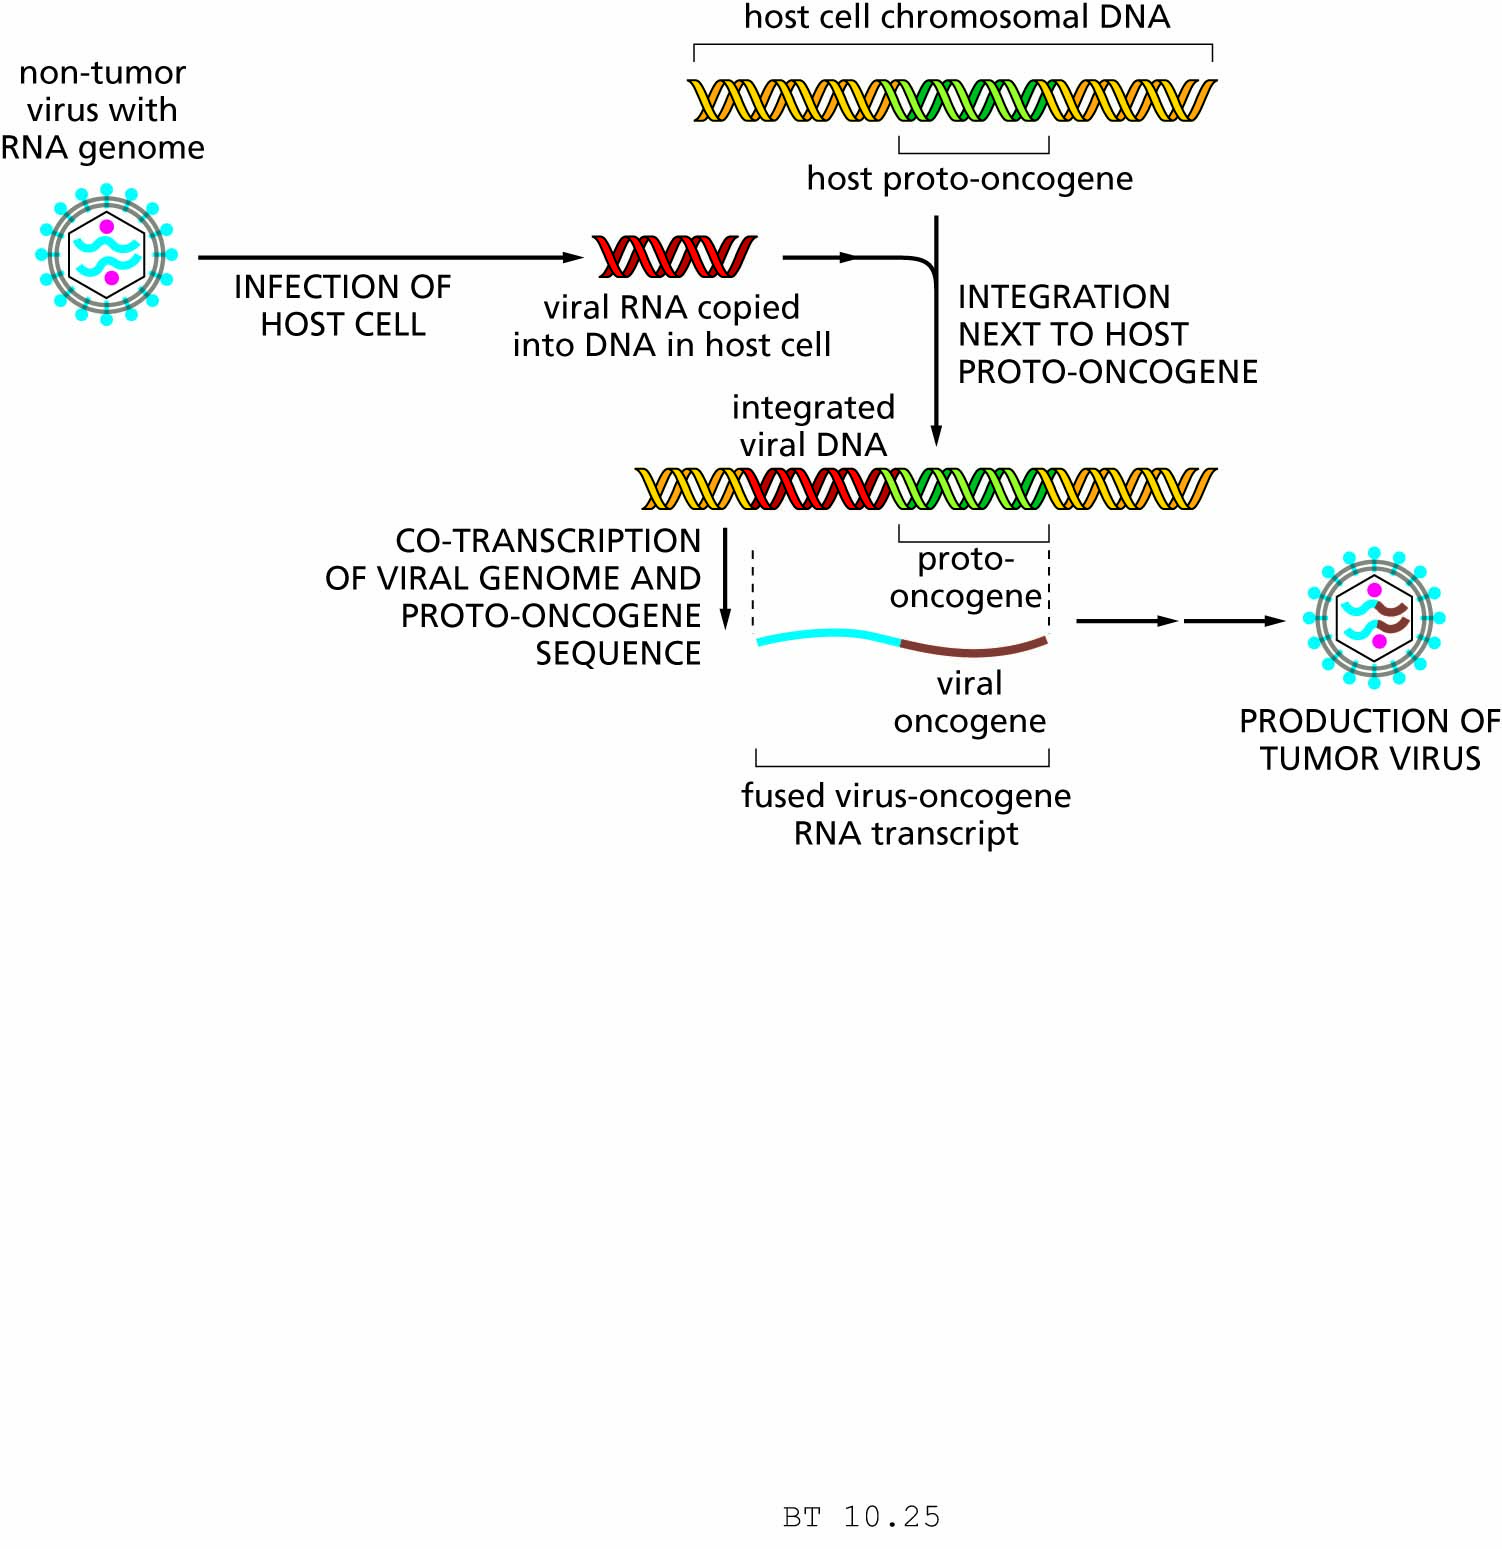 host cell chromosomal DNA
non-tumor
virus with
RNA genome
host proto-oncogene
INFECTION OF
HOST CELL
viral RNA copied
into DNA in host cell
INTEGRATION
NEXT TO HOST
PROTO-ONCOGENE
integrated
viral DNA
CO-TRANSCRIPTION
OF VIRAL GENOME AND
PROTO-ONCOGENE
SEQUENCE
proto-
oncogene
viral
oncogene
fused virus-oncogene
RNA transcript
PRODUCTION OF
TUMOR VIRUS
BT 10.25